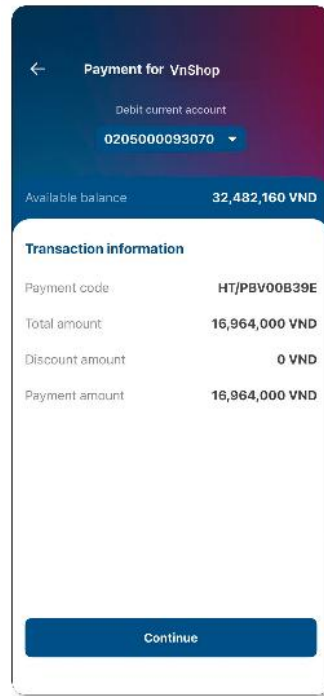 Payment for VnShop
Debit current account
0205000093070
Available balance 32,482,160 VND
Transaction information
Payment code HT/PBV00B39E
Total amount 16,964,000 VND
Discount amount 0 VND
Payment amount 16,964,000 VND
Continue